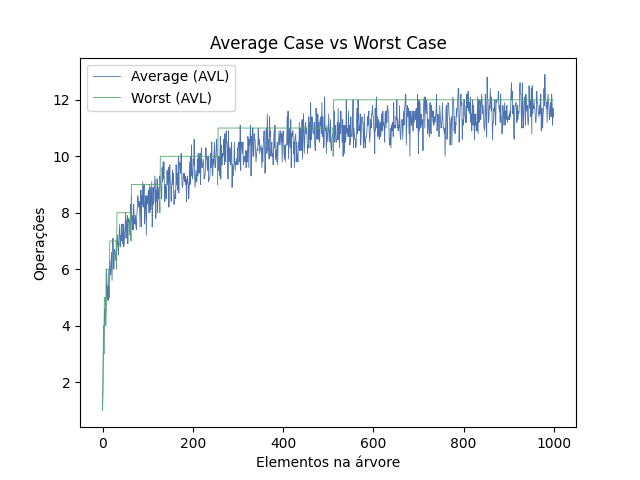 Average Case vs Worst Case
Average (AVL)
Worst (AVL)
12
10
8
6
4
2
Operações
0 200 400 600 800 1000
Elementos na árvore